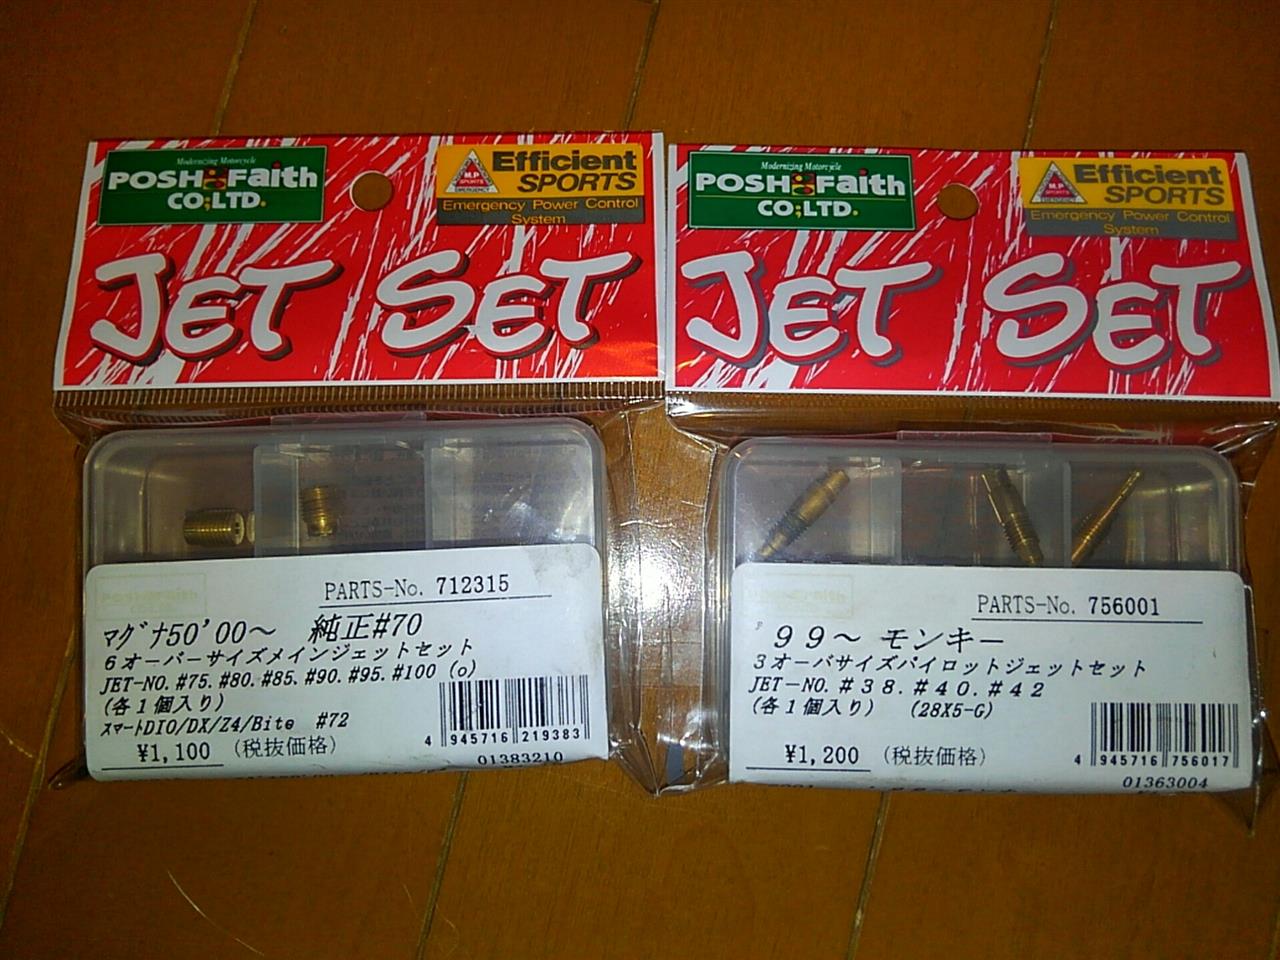 Modernizing Motorcycle
POSH Faith
CO;LTD.
M.P
SPORTS
EMERGENCY
Efficient
SPORTS
Emergency Power Control
System
JET SET
PARTS-No. 712315
ﾏｸﾞﾅ50'00～ 純正#70
6オーバーサイズメインジェットセット
JET-NO. #75. #80. #85. #90. #95. #100 (o)
(各1個入り)
ｽﾏｰﾄDIO/DX/Z4/Bite #72
¥1,100 (税抜価格)
4 945716 219383
01383210
Modernizing Motorcycle
POSH Faith
CO;LTD.
M.P
SPORTS
EMERGENCY
Efficient
SPORTS
Emergency Power Control
System
JET SET
PARTS-No. 756001
'99～ モンキー
3オーバサイズパイロットジェットセット
JET-NO. #38. #40. #42
(各1個入り) (28X5-G)
¥1,200 (税抜価格)
4 945716 756017
01363004